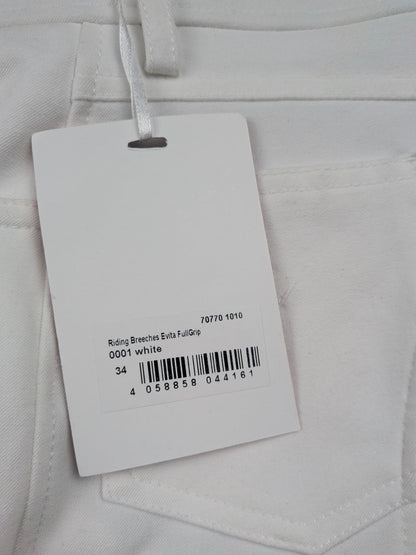 70770 1010
Riding Breeches Evita FullGrip
0001 white
34
4 058858 044161